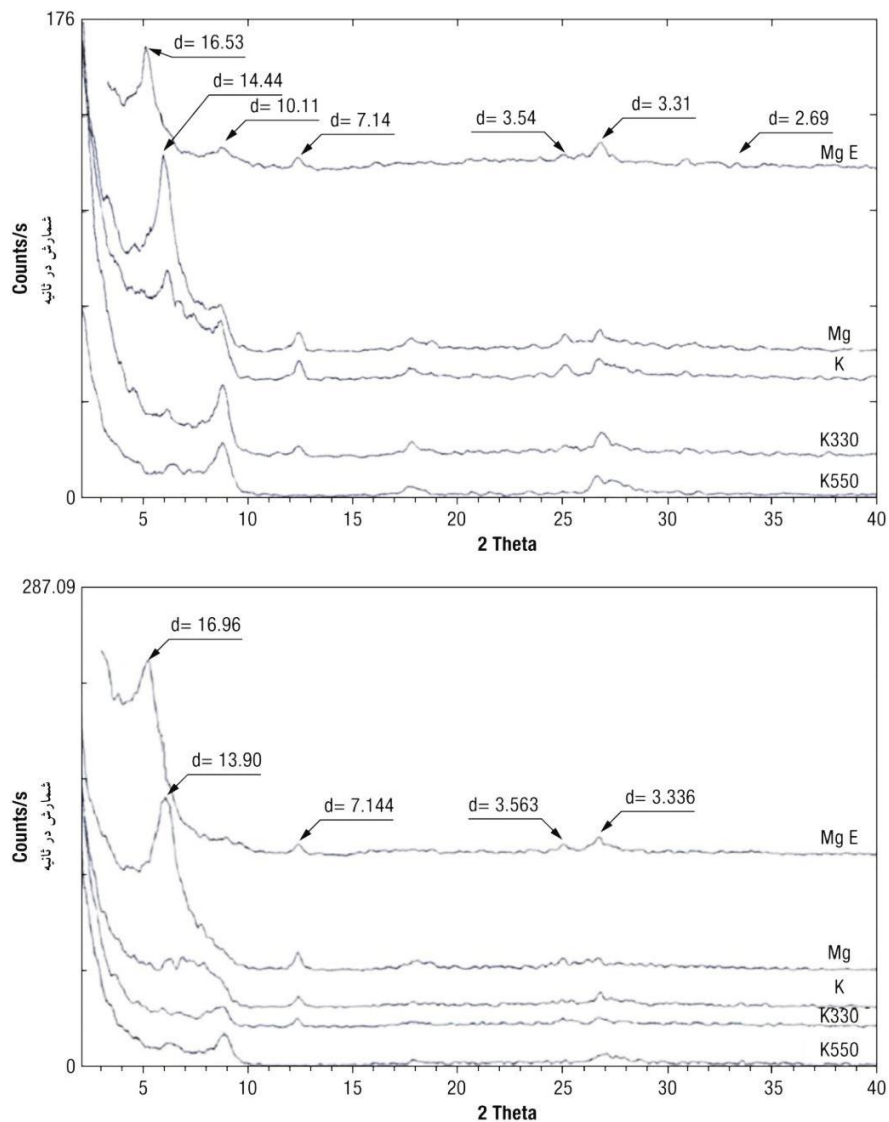 176
d= 16.53
d= 14.44
d= 10.11
d= 7.14
d= 3.54
d= 3.31
d= 2.69
Mg E
Mg
K
K330
K550
Counts/s
شمارش در ثانیه
0
5 10 15 20 25 30 35 40
2 Theta
287.09
d= 16.96
d= 13.90
d= 7.144
d= 3.563
d= 3.336
Mg E
Mg
K
K330
K550
Counts/s
شمارش در ثانیه
0
5 10 15 20 25 30 35 40
2 Theta